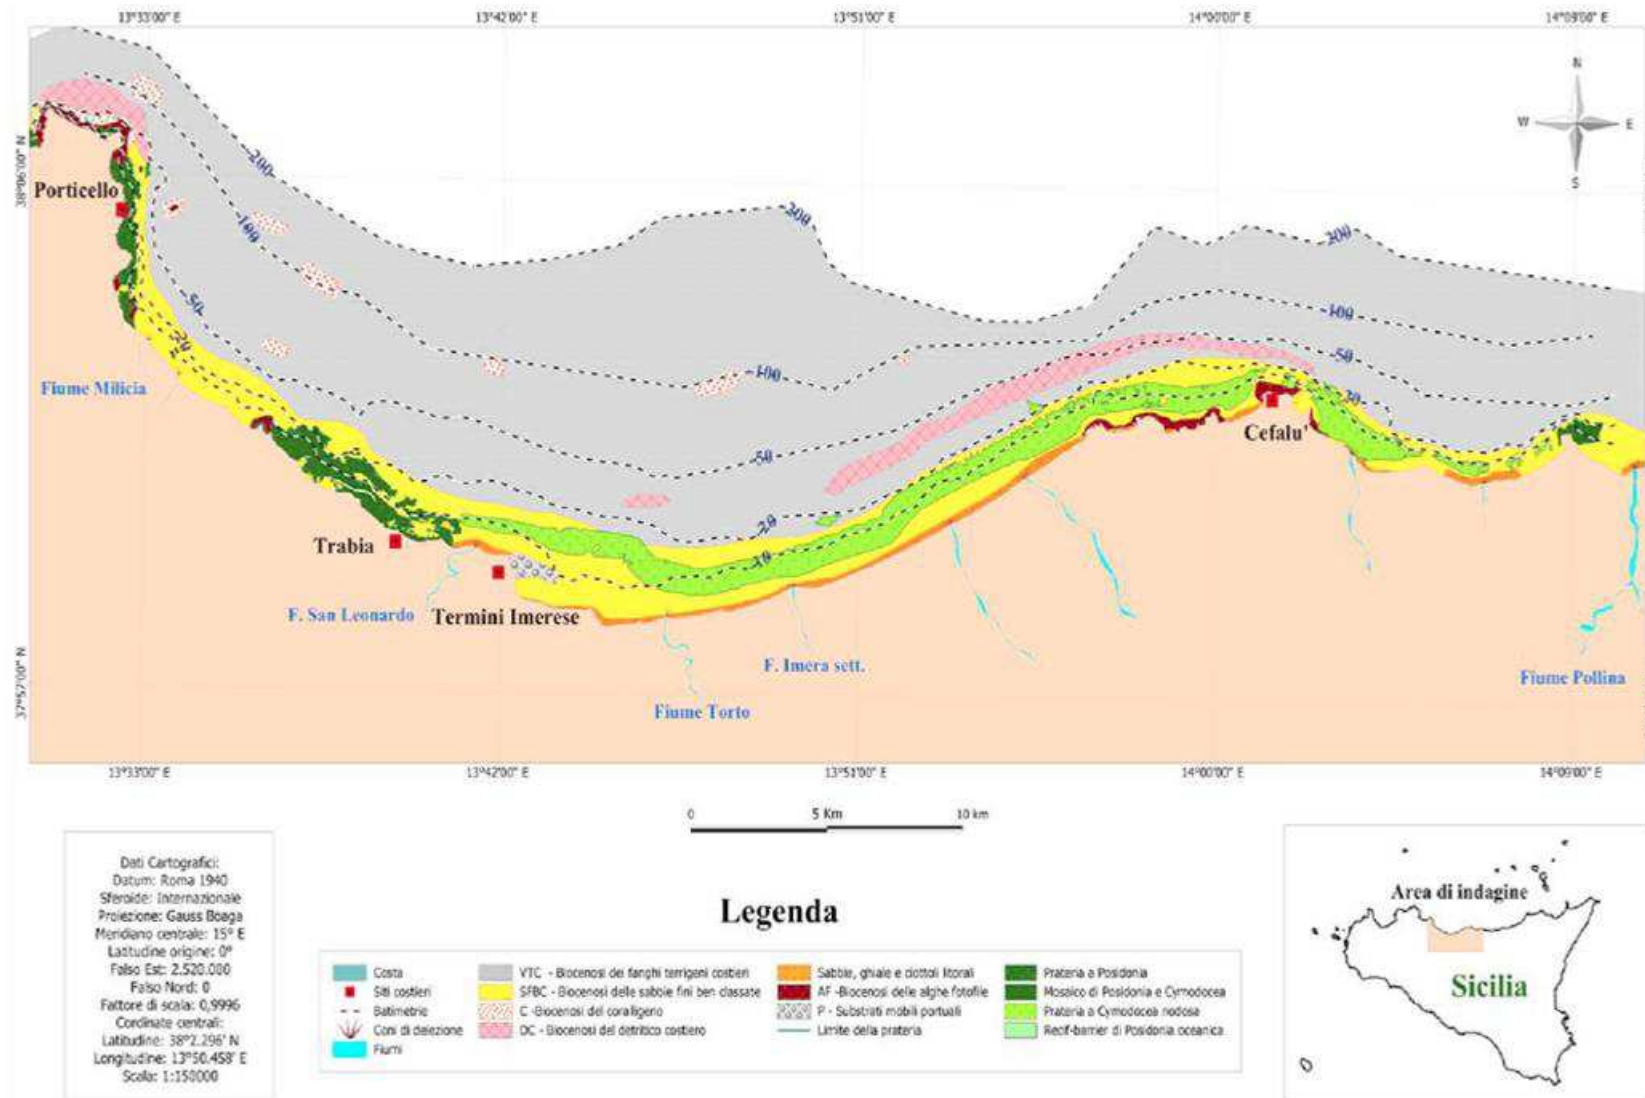 13°33'00" E
13°42'00" E
13°51'00" E
14°00'00" E
14°09'00" E
N
W
E
S
38°06'00" N
-200
-200
-200
-100
-100
-100
-50
-50
-50
-20
-20
-20
-10
Porticello
Fiume Milicia
Cefalu'
Trabia
F. San Leonardo
Termini Imerese
F. Imera sett.
Fiume Torto
Fiume Pollina
37°57'00" N
13°33'00" E
13°42'00" E
13°51'00" E
14°00'00" E
14°09'00" E
0
5 Km
10 km
Dati Cartografici:
Datum: Roma 1940
Sferoide: Internazionale
Proiezione: Gauss Boaga
Meridiano centrale: 15° E
Latitudine origine: 0°
Falso Est: 2.520.000
Falso Nord: 0
Fattore di scala: 0,9996
Cordinate centrali:
Latitudine: 38°2.296' N
Longitudine: 13°50.458' E
Scala: 1:150000
Legenda
Costa
Siti costieri
Batimetrie
Coni di deiezione
Fiumi
VTC - Biocenosi dei fanghi terrigeni costieri
SFBC - Biocenosi delle sabbie fini ben classate
C -Biocenosi del coralligeno
DC - Biocenosi del detritico costiero
Sabbie, ghiaie e ciottoli litorali
AF -Biocenosi delle alghe fotofile
P - Substrati mobili portuali
Limite della prateria
Prateria a Posidonia
Mosaico di Posidonia e Cymodocea
Prateria a Cymodocea nodosa
Recif-barrier di Posidonia oceanica
Area di indagine
Sicilia